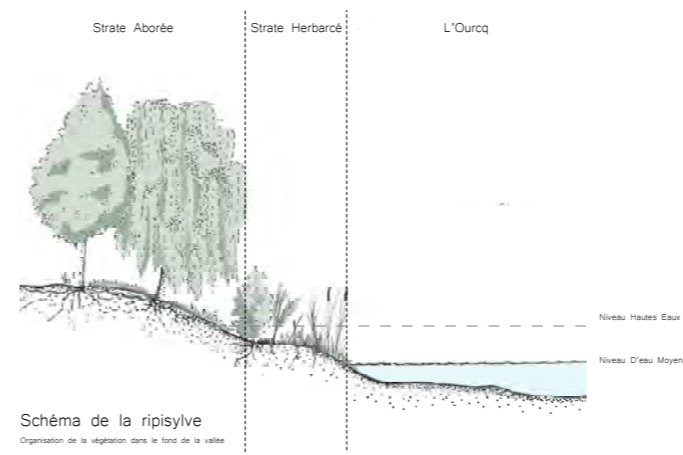 Strate Aborée
Strate Herbarcé
L'Ourcq
Niveau Hautes Eaux
Niveau D'eau Moyen
Schéma de la ripisylve
Organisation de la végétation dans le fond de la vallée